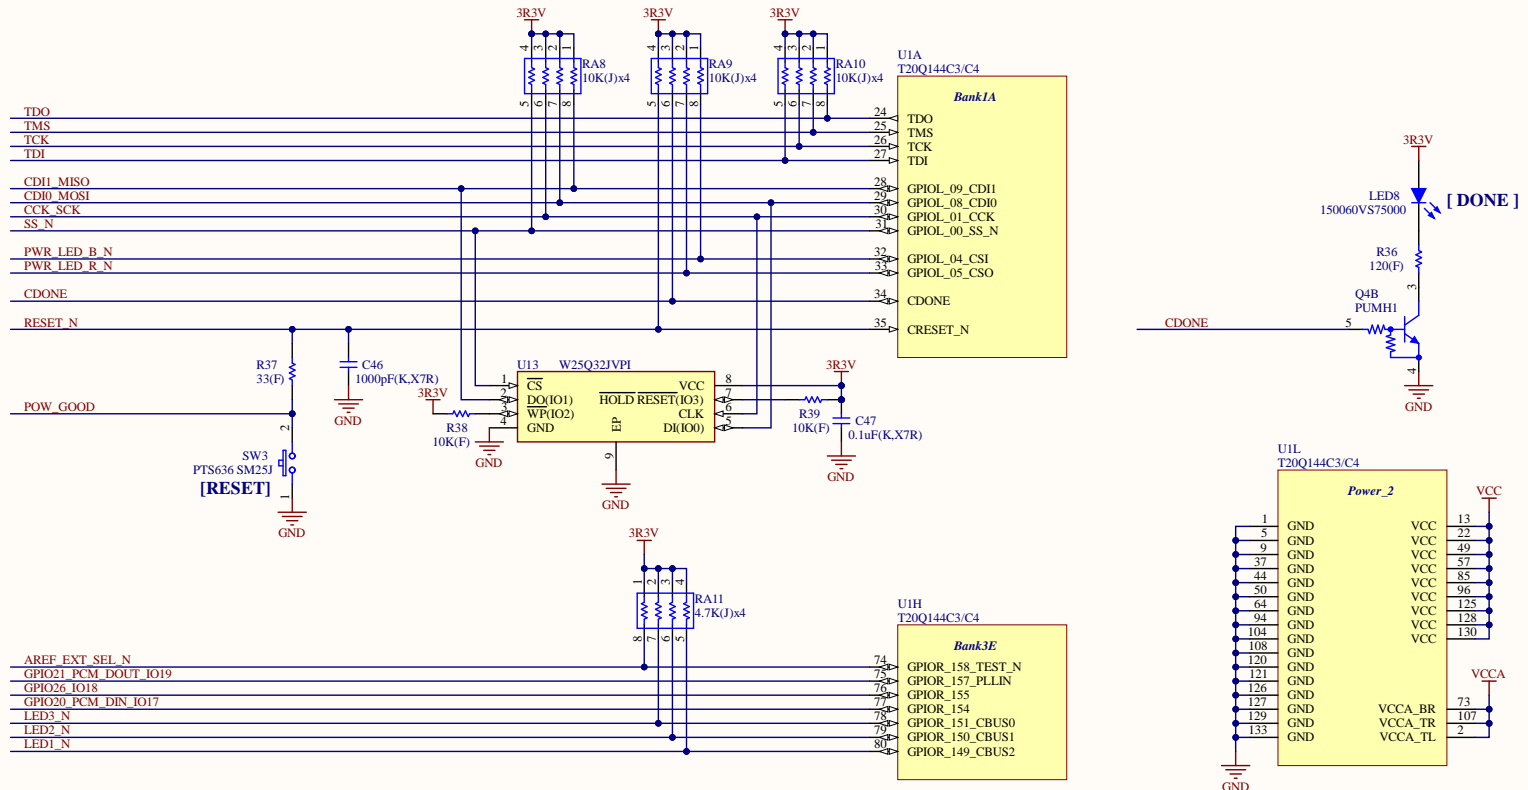 3R3V
4 3 2 1
RA8
10K(J)x4
5 6 7 8
3R3V
4 3 2 1
RA9
10K(J)x4
5 6 7 8
3R3V
4 3 2 1
RA10
10K(J)x4
5 6 7 8
U1A
T20Q144C3/C4
Bank1A
TDO 24 TDO
TMS 25 TMS
TCK 26 TCK
TDI 27 TDI
CDI1_MISO 28 GPIOL_09_CDI1
CDI0_MOSI 29 GPIOL_08_CDI0
CCK_SCK 30 GPIOL_01_CCK
SS_N 31 GPIOL_00_SS_N
PWR_LED_B_N 32 GPIOL_04_CSI
PWR_LED_R_N 33 GPIOL_05_CSO
CDONE 34 CDONE
RESET_N 35 CRESET_N
R37
33(F)
C46
1000pF(K,X7R)
GND
POW_GOOD
2
SW3
PTS636 SM25J
[RESET]
1
GND
3R3V
R38
10K(F)
GND
U13 W25Q32JVPI
1 CS
2 DO(IO1)
3 WP(IO2)
4 GND
EP
9
GND
VCC 8
HOLD RESET(IO3) 7
CLK 6
DI(IO0) 5
3R3V
R39
10K(F)
C47
0.1uF(K,X7R)
GND
3R3V
LED8
150060VS75000
[ DONE ]
R36
120(F)
3
Q4B
PUMH1
CDONE
5
4
GND
3R3V
1 2 3 4
RA11
4.7K(J)x4
8 7 6 5
U1H
T20Q144C3/C4
Bank3E
AREF_EXT_SEL_N 74 GPIOR_158_TEST_N
GPIO21_PCM_DOUT_IO19 75 GPIOR_157_PLLIN
GPIO26_IO18 76 GPIOR_155
GPIO20_PCM_DIN_IO17 77 GPIOR_154
LED3_N 78 GPIOR_151_CBUS0
LED2_N 79 GPIOR_150_CBUS1
LED1_N 80 GPIOR_149_CBUS2
U1L
T20Q144C3/C4
Power_2
VCC
1 GND VCC 13
5 GND VCC 22
9 GND VCC 49
37 GND VCC 57
44 GND VCC 85
50 GND VCC 96
64 GND VCC 125
94 GND VCC 128
104 GND VCC 130
108 GND
120 GND
VCCA
121 GND
126 GND
127 GND VCCA_BR 73
129 GND VCCA_TR 107
133 GND VCCA_TL 2
GND